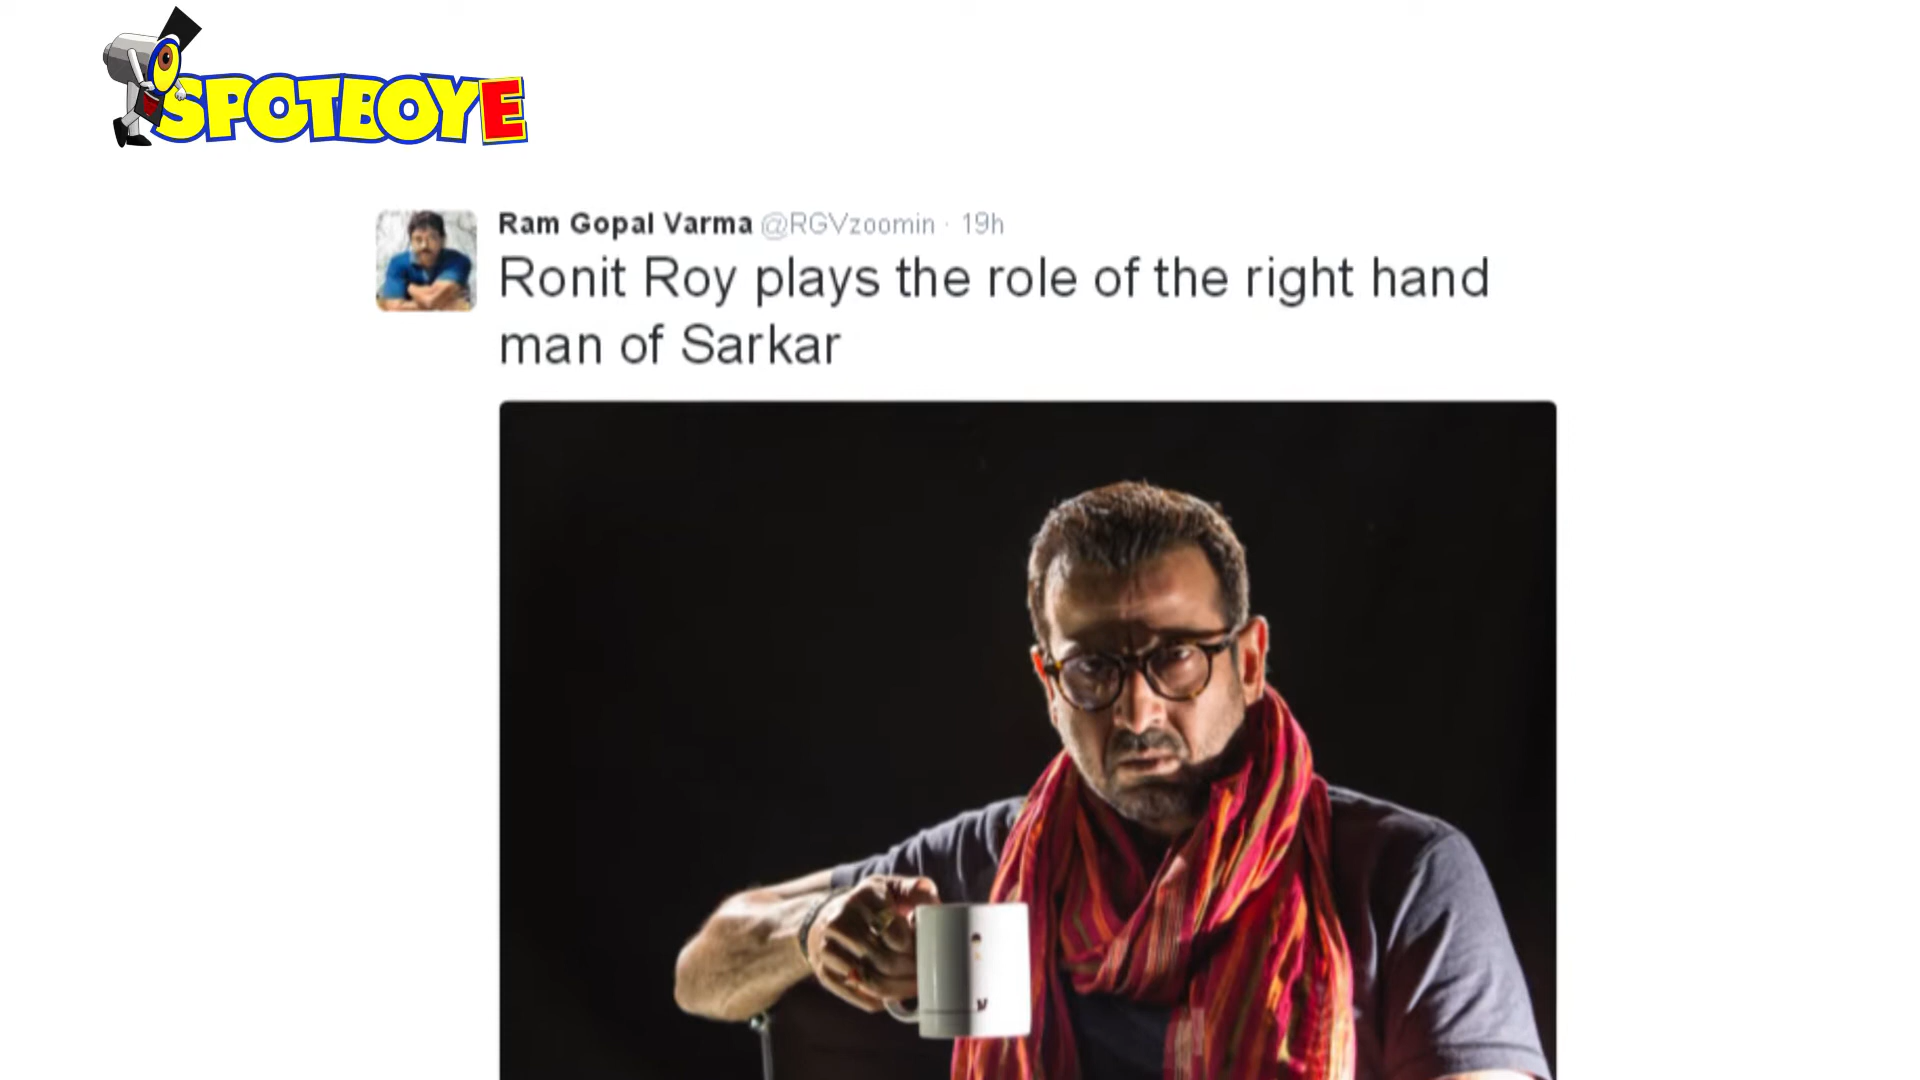 SPOTBOYE
Ram Gopal Varma @RGVzoomin · 19h
Ronit Roy plays the role of the right hand
man of Sarkar